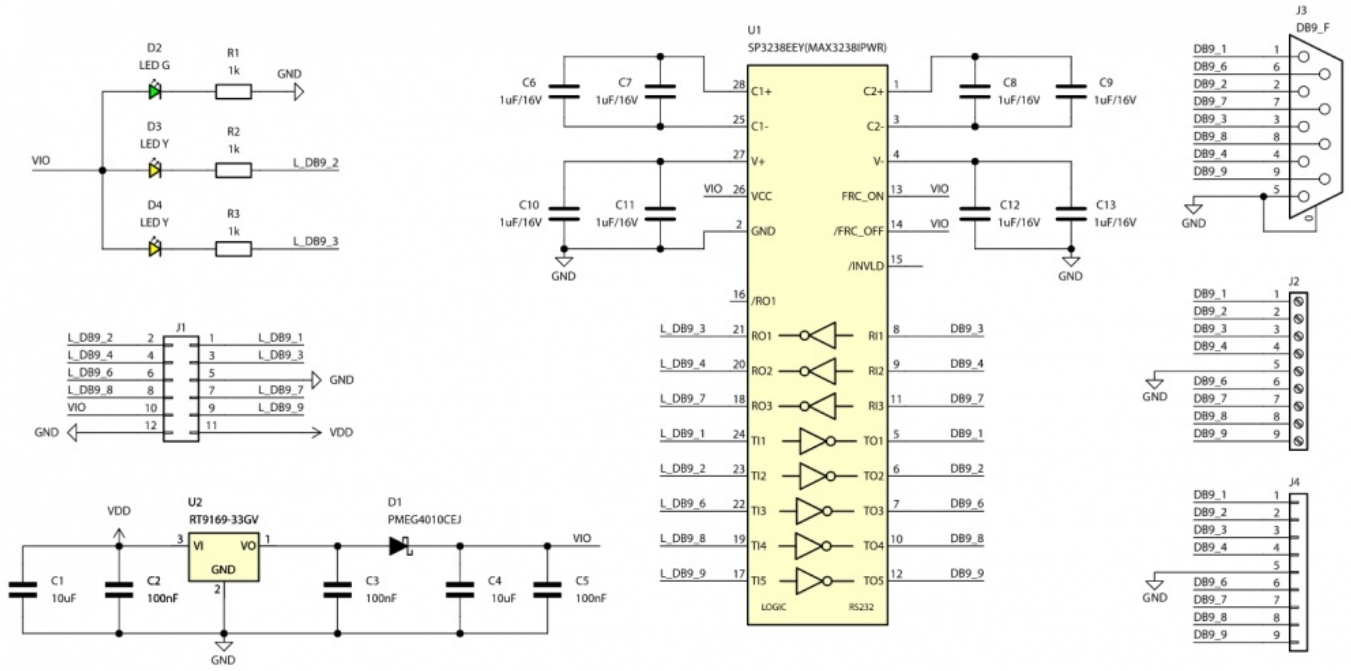 D2
LED G
R1
1k
GND
D3
LED Y
R2
1k
VIO
L_DB9_2
D4
LED Y
R3
1k
L_DB9_3
J1
L_DB9_2 2 1 L_DB9_1
L_DB9_4 4 3 L_DB9_3
L_DB9_6 6 5 GND
L_DB9_8 8 7 L_DB9_7
VIO 10 9 L_DB9_9
GND 12 11 VDD
VDD
U2
RT9169-33GV
3 VI VO 1
GND
2
D1
PMEG4010CEJ
VIO
C1
10uF
C2
100nF
C3
100nF
C4
10uF
C5
100nF
GND
U1
SP3238EEY(MAX3238IPWR)
C6
1uF/16V
C7
1uF/16V
C8
1uF/16V
C9
1uF/16V
28 C1+ C2+ 1
25 C1- C2- 3
27 V+ V- 4
VIO 26 VCC FRC_ON 13 VIO
2 GND /FRC_OFF 14 VIO
/INVLD 15
C10
1uF/16V
C11
1uF/16V
C12
1uF/16V
C13
1uF/16V
GND
GND
16 /RO1
L_DB9_3 21 RO1 RI1 8 DB9_3
L_DB9_4 20 RO2 RI2 9 DB9_4
L_DB9_7 18 RO3 RI3 11 DB9_7
L_DB9_1 24 TI1 TO1 5 DB9_1
L_DB9_2 23 TI2 TO2 6 DB9_2
L_DB9_6 22 TI3 TO3 7 DB9_6
L_DB9_8 19 TI4 TO4 10 DB9_8
L_DB9_9 17 TI5 TO5 12 DB9_9
LOGIC RS232
J3
DB9_F
DB9_1 1
DB9_6 6
DB9_2 2
DB9_7 7
DB9_3 3
DB9_8 8
DB9_4 4
DB9_9 9
5
0
GND
J2
DB9_1 1
DB9_2 2
DB9_3 3
DB9_4 4
5
GND
DB9_6 6
DB9_7 7
DB9_8 8
DB9_9 9
J4
DB9_1 1
DB9_2 2
DB9_3 3
DB9_4 4
5
GND
DB9_6 6
DB9_7 7
DB9_8 8
DB9_9 9